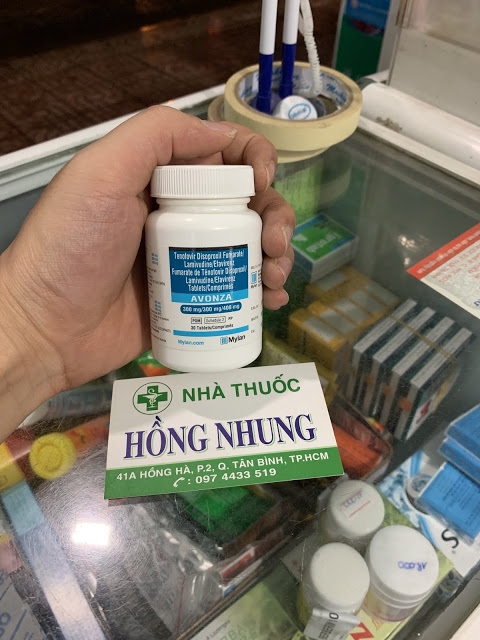 Tenofovir Disoproxil Fumarate/
Lamivudine/Efavirenz
Fumarate de Ténofovir Disoproxil/
Lamivudine/Efavirenz
Tablets/Comprimés
AVONZA
300 mg/300 mg/400 mg
POM
30 Tablets/Comprimés
Mylan.com
Mylan
NHÀ THUỐC
HỒNG NHUNG
41A HỒNG HÀ, P.2, Q. TÂN BÌNH, TP.HCM
: 097 4433 519